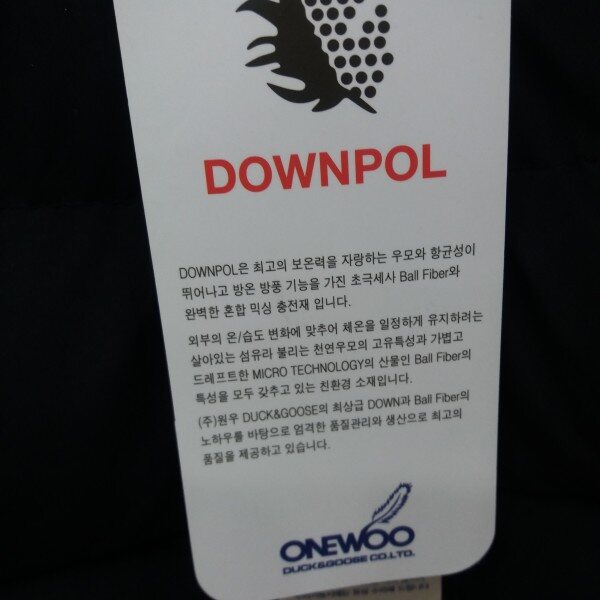 DOWNPOL
DOWNPOL은 최고의 보온력을 자랑하는 우모와 항균성이
뛰어나고 방온 방풍 기능을 가진 초극세사 Ball Fiber와
완벽한 혼합 믹싱 충전재 입니다.
외부의 온/습도 변화에 맞추어 체온을 일정하게 유지하려는
살아있는 섬유라 불리는 천연우모의 고유특성과 가볍고
드레프트한 MICRO TECHNOLOGY의 산물인 Ball Fiber의
특성을 모두 갖추고 있는 친환경 소재입니다.
(주)원우 DUCK&GOOSE의 최상급 DOWN과 Ball Fiber의
노하우를 바탕으로 엄격한 품질관리와 생산으로 최고의
품질을 제공하고 있습니다.
ONEWOO
DUCK&GOOSE CO.LTD.